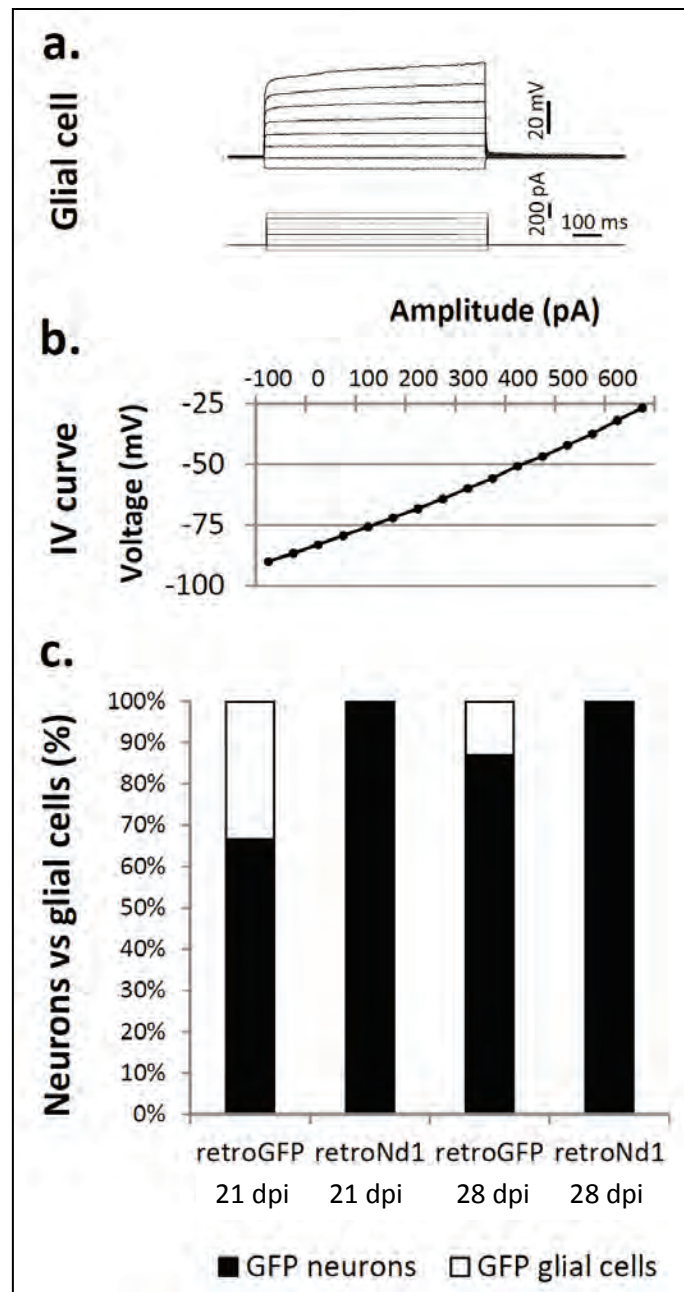 a.
Glial cell
20 mV
200 pA
100 ms
Amplitude (pA)
b.
IV curve
Voltage (mV)
-100 0 100 200 300 400 500 600
-25
-50
-75
-100
c.
Neurons vs glial cells (%)
100%
90%
80%
70%
60%
50%
40%
30%
20%
10%
0%
retroGFP retroNd1 retroGFP retroNd1
21 dpi 21 dpi 28 dpi 28 dpi
GFP neurons GFP glial cells